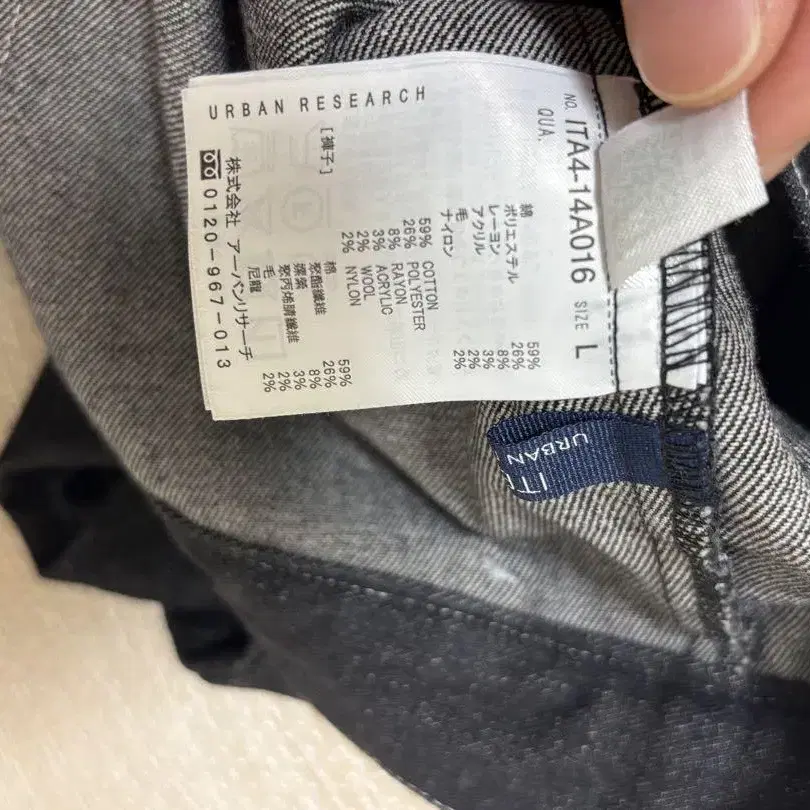 NO. ITA4-14A016 SIZE L
QUA.
綿 59%
ポリエステル 26%
レーヨン 8%
アクリル 3%
毛 2%
ナイロン 2%
59% COTTON
26% POLYESTER
8% RAYON
3% ACRYLIC
2% WOOL
2% NYLON
[褲子]
棉 59%
聚酯纖維 26%
嫘縈 8%
聚丙烯腈纖維 3%
毛 2%
尼龍 2%
株式会社 アーバンリサーチ
0120-967-013
URBAN RESEARCH
URBAN